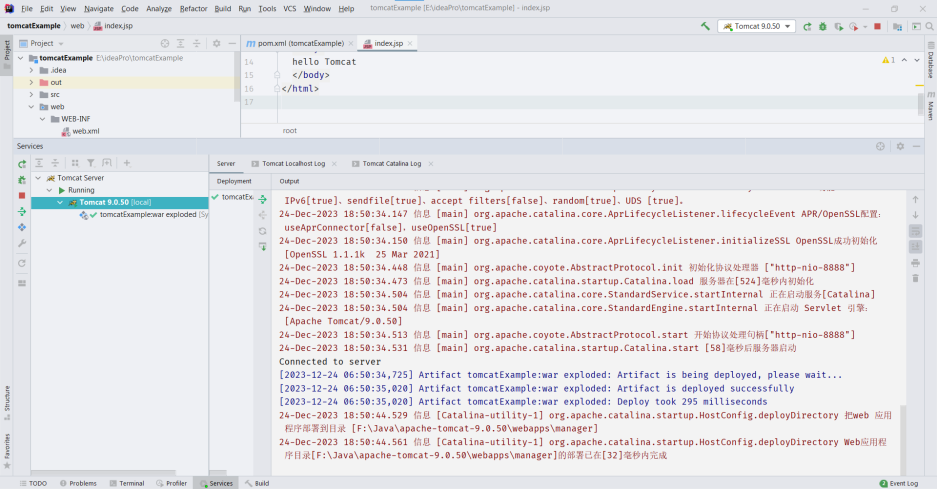 File Edit View Navigate Code Analyze Refactor Build Run Tools VCS Window Help tomcatExample [E:\ideaPro\tomcatExample] - index.jsp
tomcatExample web index.jsp
Tomcat 9.0.50
Project
pom.xml (tomcatExample)
index.jsp
Project
tomcatExample E:\ideaPro\tomcatExample
.idea
out
src
web
WEB-INF
web.xml
14 hello Tomcat
15 </body>
16 </html>
17
1
root
Database
Maven
Services
Server
Tomcat Localhost Log
Tomcat Catalina Log
Tomcat Server
Running
Tomcat 9.0.50 [local]
tomcatExample:war exploded [Sy
Deployment
Output
tomcatEx
IPv6[true]、sendfile[true]、accept filters[false]、random[true]、UDS [true]。
24-Dec-2023 18:50:34.147 信息 [main] org.apache.catalina.core.AprLifecycleListener.lifecycleEvent APR/OpenSSL配置：
useAprConnector[false]、useOpenSSL[true]
24-Dec-2023 18:50:34.150 信息 [main] org.apache.catalina.core.AprLifecycleListener.initializeSSL OpenSSL成功初始化
[OpenSSL 1.1.1k 25 Mar 2021]
24-Dec-2023 18:50:34.448 信息 [main] org.apache.coyote.AbstractProtocol.init 初始化协议处理器 ["http-nio-8888"]
24-Dec-2023 18:50:34.473 信息 [main] org.apache.catalina.startup.Catalina.load 服务器在[524]毫秒内初始化
24-Dec-2023 18:50:34.504 信息 [main] org.apache.catalina.core.StandardService.startInternal 正在启动服务[Catalina]
24-Dec-2023 18:50:34.504 信息 [main] org.apache.catalina.core.StandardEngine.startInternal 正在启动 Servlet 引擎：
[Apache Tomcat/9.0.50]
24-Dec-2023 18:50:34.513 信息 [main] org.apache.coyote.AbstractProtocol.start 开始协议处理句柄["http-nio-8888"]
24-Dec-2023 18:50:34.531 信息 [main] org.apache.catalina.startup.Catalina.start [58]毫秒后服务器启动
Connected to server
[2023-12-24 06:50:34,725] Artifact tomcatExample:war exploded: Artifact is being deployed, please wait...
[2023-12-24 06:50:35,020] Artifact tomcatExample:war exploded: Artifact is deployed successfully
[2023-12-24 06:50:35,020] Artifact tomcatExample:war exploded: Deploy took 295 milliseconds
24-Dec-2023 18:50:44.529 信息 [Catalina-utility-1] org.apache.catalina.startup.HostConfig.deployDirectory 把web 应用
程序部署到目录 [F:\Java\apache-tomcat-9.0.50\webapps\manager]
24-Dec-2023 18:50:44.561 信息 [Catalina-utility-1] org.apache.catalina.startup.HostConfig.deployDirectory Web应用程
序目录[F:\Java\apache-tomcat-9.0.50\webapps\manager]的部署已在[32]毫秒内完成
Structure
Favorites
TODO Problems Terminal Profiler Services Build
2 Event Log